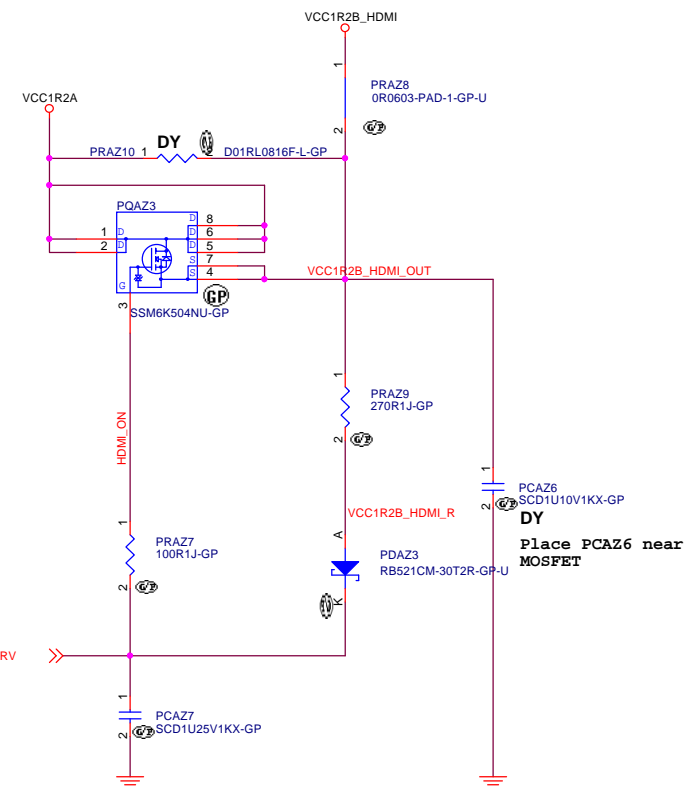 VCC1R2B_HDMI
1
PRAZ8
0R0603-PAD-1-GP-U
2
G/P
VCC1R2A
DY
PRAZ10 1 2 D01RL0816F-L-GP
PQAZ3
1 D D 8
2 D D 6
D 5
S 7
S 4
G
3
GP
SSM6K504NU-GP
VCC1R2B_HDMI_OUT
HDMI_ON
1
PRAZ9
270R1J-GP
2
G/P
VCC1R2B_HDMI_R
1
PCAZ6
SCD1U10V1KX-GP
2
G/P
DY
Place PCAZ6 near
MOSFET
1
PRAZ7
100R1J-GP
2
G/P
A
PDAZ3
RB521CM-30T2R-GP-U
K
RV
1
PCAZ7
SCD1U25V1KX-GP
2
G/P